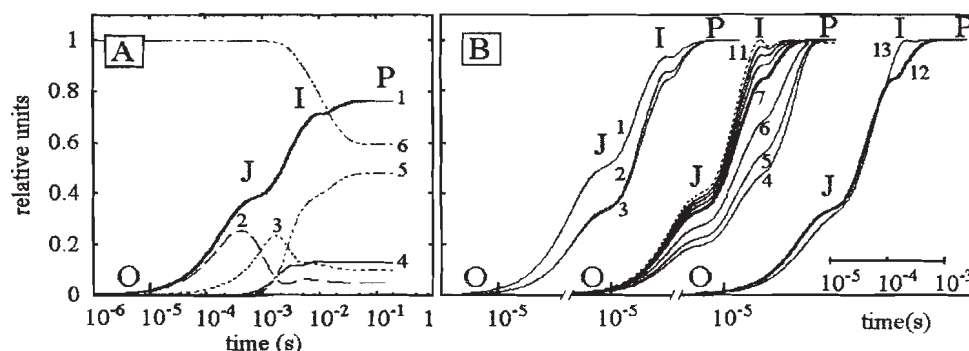 A
B
relative units
1
0.8
0.6
0.4
0.2
0
O
J
I
P
1
2
3
4
5
6
10⁻⁶ 10⁻⁵ 10⁻⁴ 10⁻³ 10⁻² 10⁻¹ 1
time (s)
O
J
I
P
1
2
3
10⁻⁵
O
J
I
P
11
7
6
5
4
10⁻⁵
O
J
I
P
13
12
10⁻⁵
10⁻⁵ 10⁻⁴ 10⁻³
time(s)